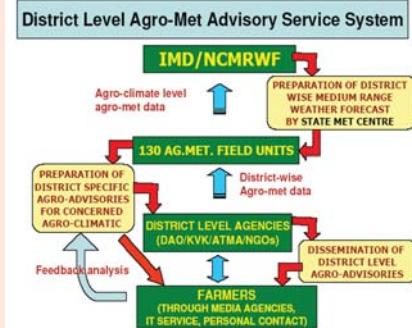 District Level Agro-Met Advisory Service System
IMD/NCMRWF
Agro-climate level
agro-met data
PREPARATION OF DISTRICT
WISE MEDIUM RANGE
WEATHER FORECAST
BY STATE MET CENTRE
130 AG.MET. FIELD UNITS
PREPARATION OF
DISTRICT SPECIFIC
AGRO-ADVISORIES
FOR CONCERNED
AGRO-CLIMATIC
District-wise
Agro-met data
DISTRICT LEVEL AGENCIES
(DAO/KVK/ATMA/NGOs)
DISSEMINATION OF
DISTRICT LEVEL
AGRO-ADVISORIES
Feedback analysis
FARMERS
(THROUGH MEDIA AGENCIES,
IT SERVICE, PERSONAL CONTACT)